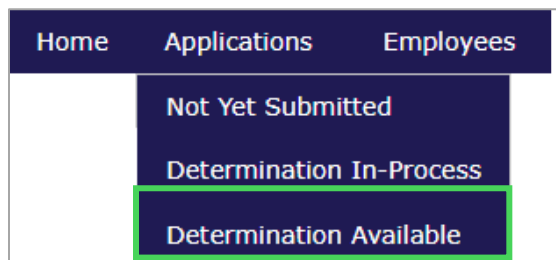 Home Applications Employees
Not Yet Submitted
Determination In-Process
Determination Available